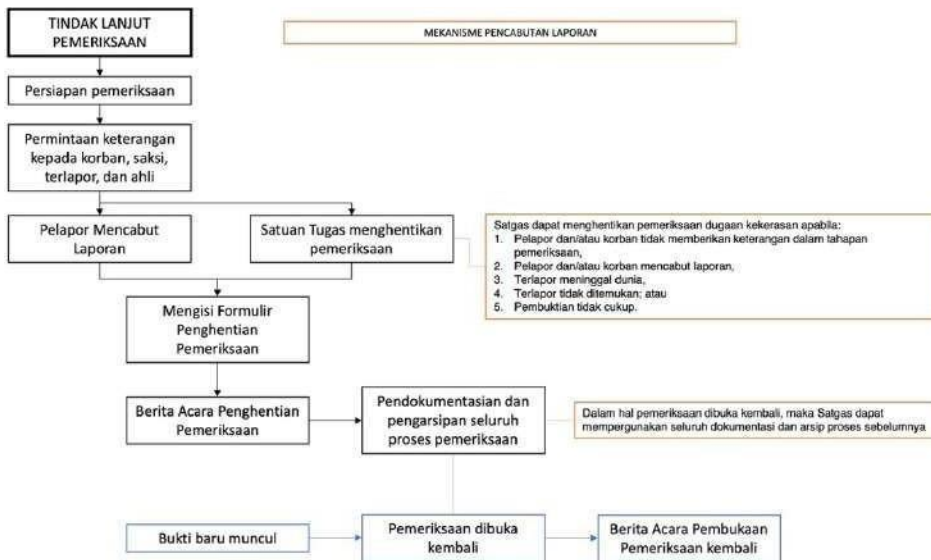 TINDAK LANJUT
PEMERIKSAAN
MEKANISME PENCABUTAN LAPORAN
Persiapan pemeriksaan
Permintaan keterangan
kepada korban, saksi,
terlapor, dan ahli
Pelapor Mencabut
Laporan
Satuan Tugas menghentikan
pemeriksaan
Satgas dapat menghentikan pemeriksaan dugaan kekerasan apabila:
1. Pelapor dan/atau korban tidak memberikan keterangan dalam tahapan
pemeriksaan,
2. Pelapor dan/atau korban mencabut laporan,
3. Terlapor meninggal dunia,
4. Terlapor tidak ditemukan; atau
5. Pembuktian tidak cukup.
Mengisi Formulir
Penghentian
Pemeriksaan
Berita Acara Penghentian
Pemeriksaan
Pendokumentasian dan
pengarsipan seluruh
proses pemeriksaan
Dalam hal pemeriksaan dibuka kembali, maka Satgas dapat
mempergunakan seluruh dokumentasi dan arsip proses sebelumnya
Bukti baru muncul
Pemeriksaan dibuka
kembali
Berita Acara Pembukaan
Pemeriksaan kembali